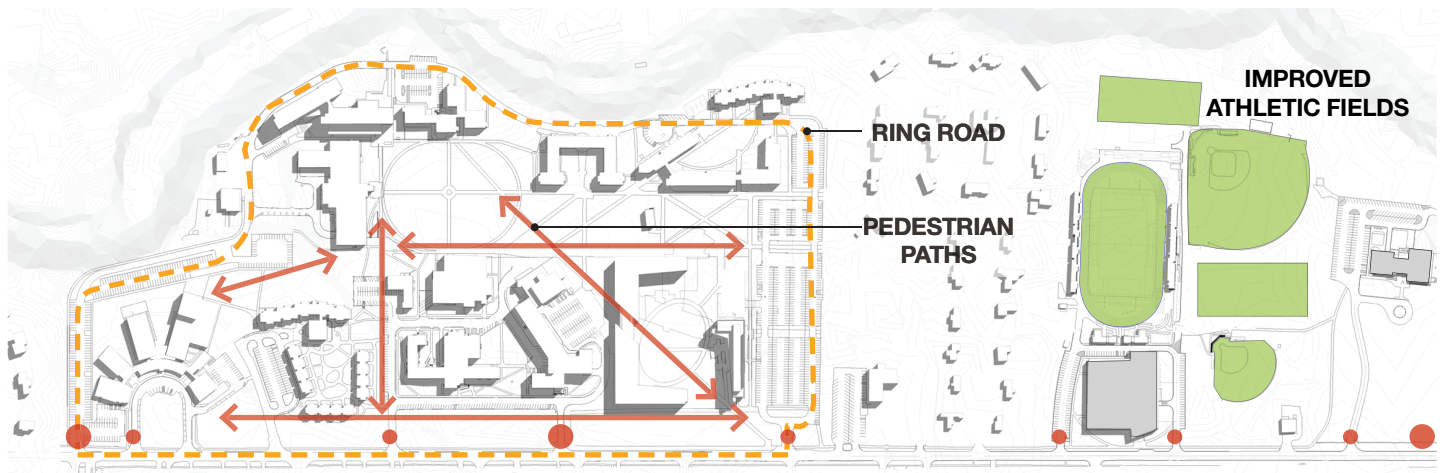 IMPROVED
ATHLETIC FIELDS
RING ROAD
PEDESTRIAN
PATHS